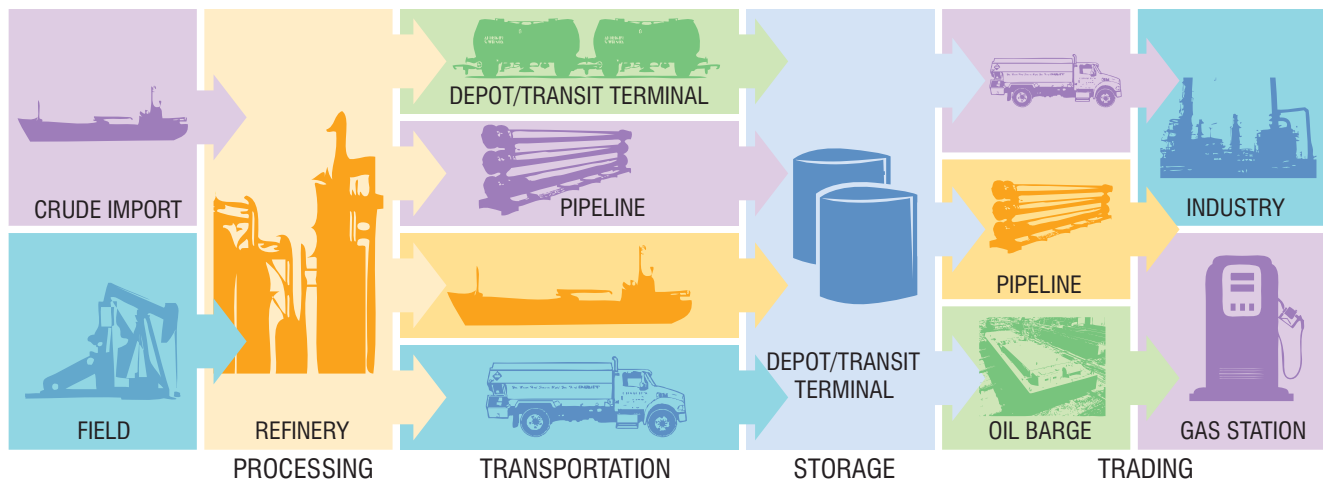 DEPOT/TRANSIT TERMINAL
CRUDE IMPORT
PIPELINE
INDUSTRY
PIPELINE
DEPOT/TRANSIT
TERMINAL
FIELD
REFINERY
OIL BARGE
GAS STATION
PROCESSING
TRANSPORTATION
STORAGE
TRADING